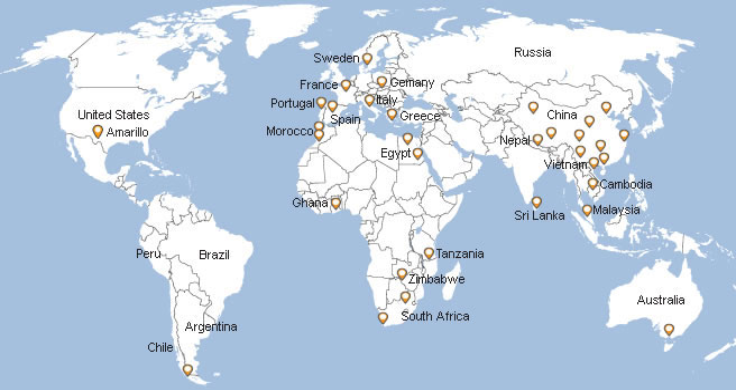 Sweden
Russia
France
Gemany
Portugal
Italy
United States
Spain
Greece
China
Amarillo
Morocco
Nepal
Egypt
Vietnam
Cambodia
Ghana
Sri Lanka
Malaysia
Peru
Brazil
Tanzania
Zimbabwe
Australia
South Africa
Argentina
Chile